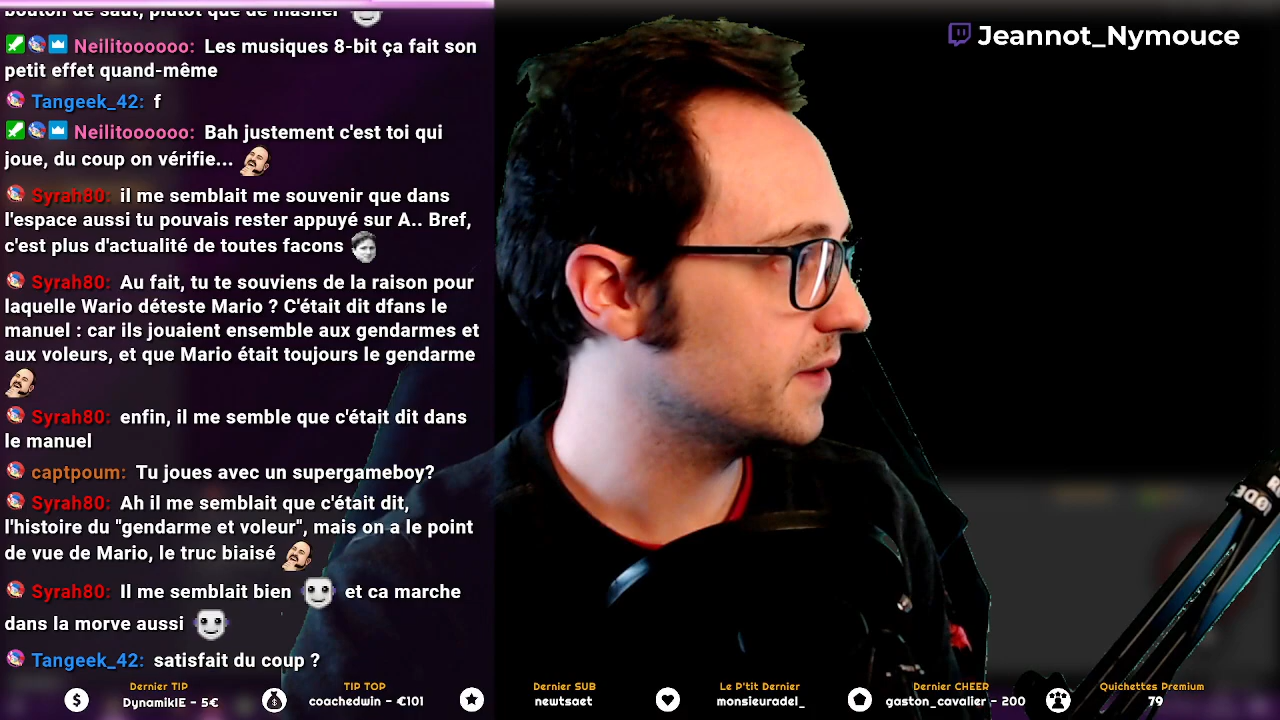 bouton de saut, plutôt que de masher
Neilitoooooo: Les musiques 8-bit ça fait son
petit effet quand-même
Tangeek_42: f
Neilitoooooo: Bah justement c'est toi qui
joue, du coup on vérifie...
Syrah80: il me semblait me souvenir que dans
l'espace aussi tu pouvais rester appuyé sur A.. Bref,
c'est plus d'actualité de toutes facons
Syrah80: Au fait, tu te souviens de la raison pour
laquelle Wario déteste Mario ? C'était dit dfans le
manuel : car ils jouaient ensemble aux gendarmes et
aux voleurs, et que Mario était toujours le gendarme
Syrah80: enfin, il me semble que c'était dit dans
le manuel
captpoum: Tu joues avec un supergameboy?
Syrah80: Ah il me semblait que c'était dit,
l'histoire du "gendarme et voleur", mais on a le point
de vue de Mario, le truc biaisé
Syrah80: Il me semblait bien et ca marche
dans la morve aussi
Tangeek_42: satisfait du coup ?
Jeannot_Nymouce
Dernier TIP
DynamikIE - 5€
TIP TOP
coachedwin - €101
Dernier SUB
newtsaet
Le P'tit Dernier
monsieuradel_
Dernier CHEER
gaston_cavalier - 200
Quichettes Premium
79